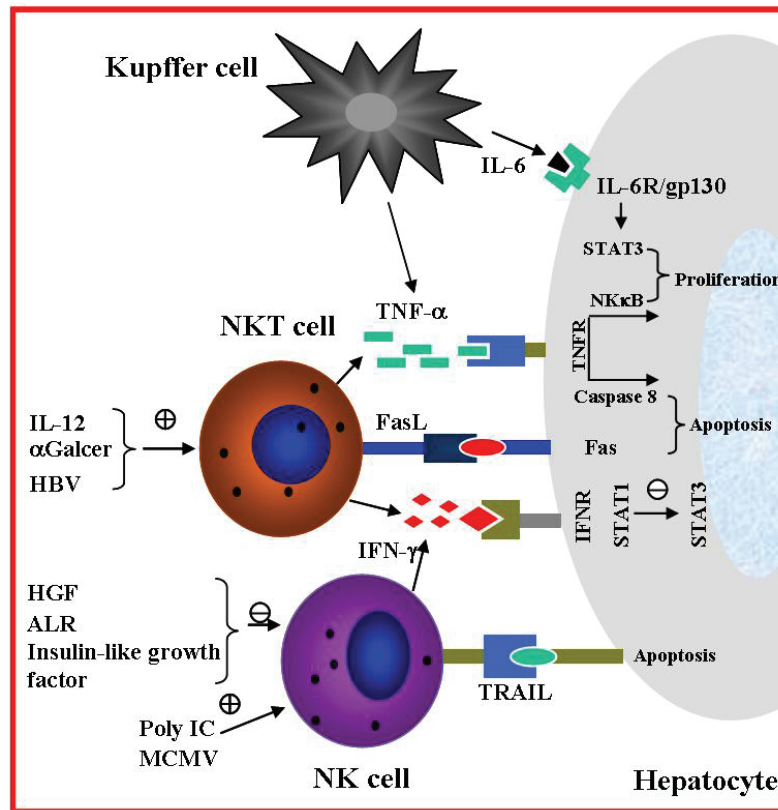 Kupffer cell
IL-6
IL-6R/gp130
STAT3
Proliferation
NKκB
TNF-α
NKT cell
TNFR
Caspase 8
IL-12
αGalcer
HBV
⊕
FasL
Fas
Apoptosis
IFN-γ
IFNR
STAT1
⊖
STAT3
HGF
ALR
Insulin-like growth
factor
⊖
Poly IC
MCMV
⊕
TRAIL
Apoptosis
NK cell
Hepatocyte